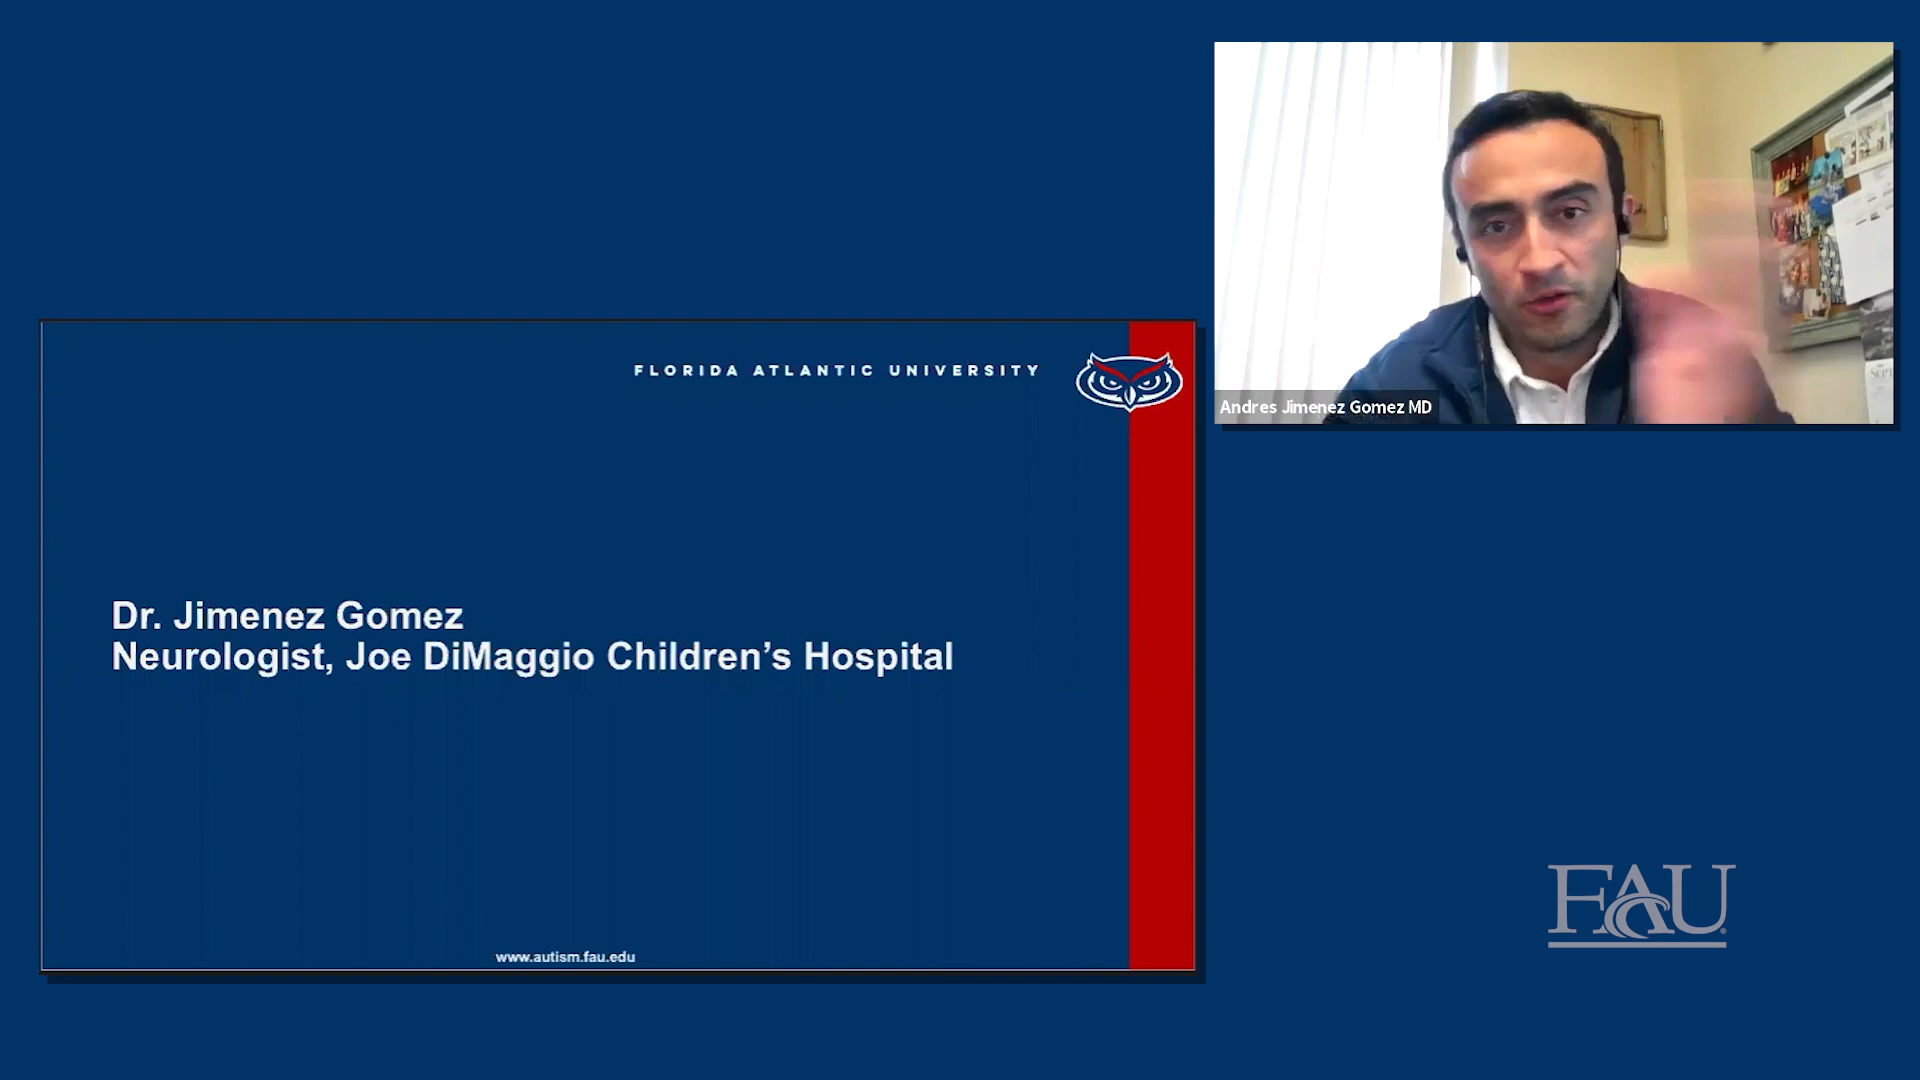 FLORIDA ATLANTIC UNIVERSITY
Andres Jimenez Gomez MD
Dr. Jimenez Gomez
Neurologist, Joe DiMaggio Children’s Hospital
FAU
www.autism.fau.edu